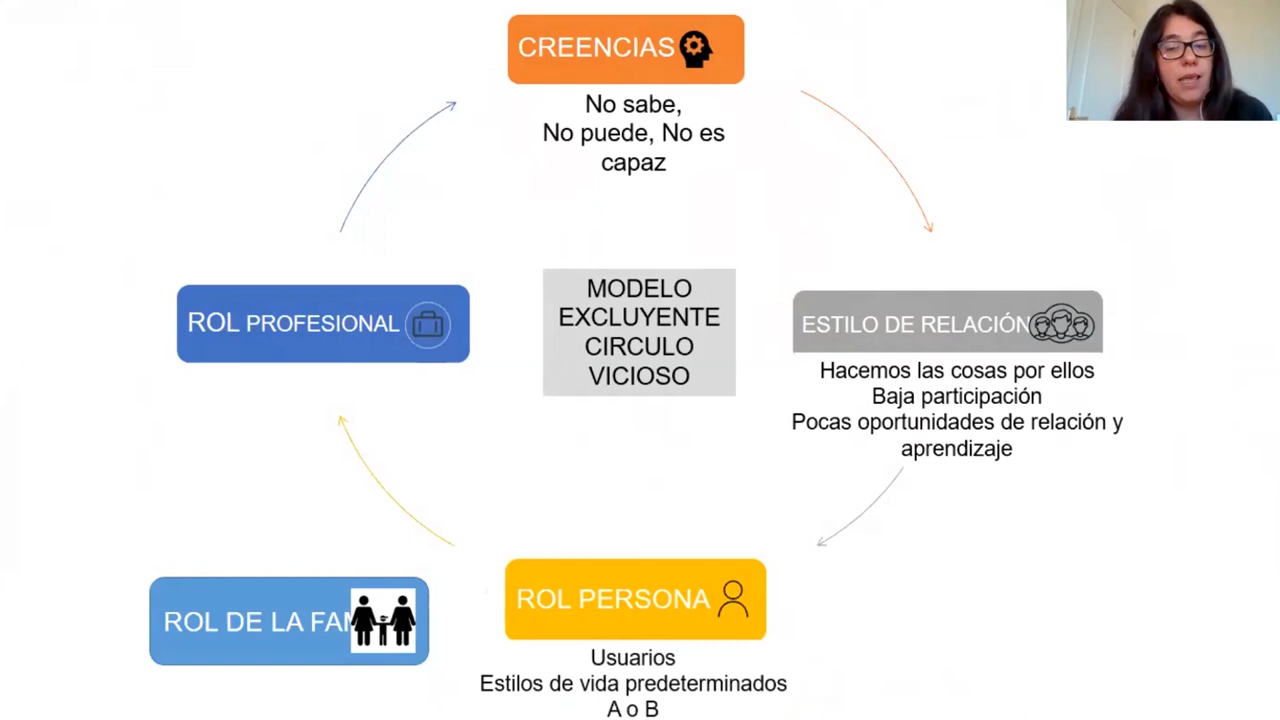 CREENCIAS
No sabe,
No puede, No es
capaz
MODELO
EXCLUYENTE
CIRCULO
VICIOSO
ROL PROFESIONAL
ESTILO DE RELACIÓN
Hacemos las cosas por ellos
Baja participación
Pocas oportunidades de relación y
aprendizaje
ROL DE LA
ROL PERSONA
Usuarios
Estilos de vida predeterminados
A o B